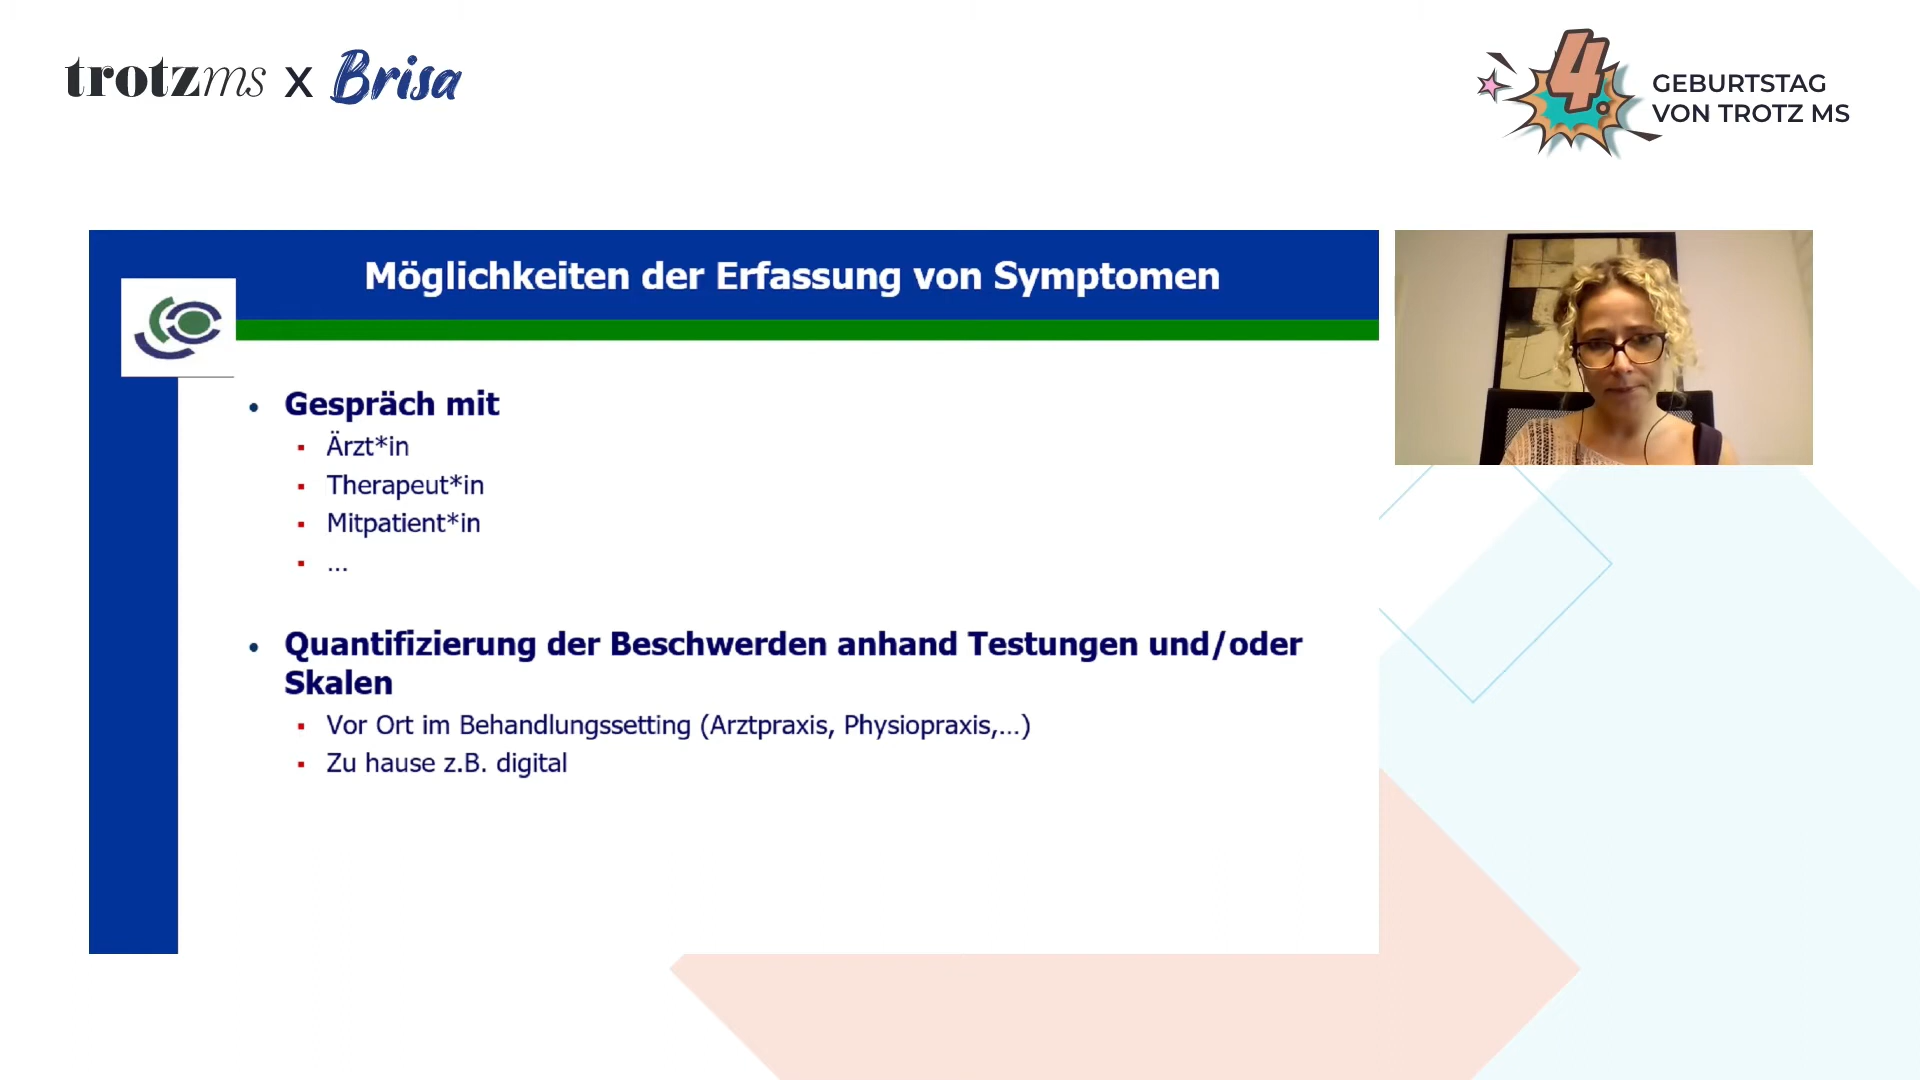 trotzms x Brisa
4.
GEBURTSTAG
VON TROTZ MS
Möglichkeiten der Erfassung von Symptomen
• Gespräch mit
▪ Ärzt*in
▪ Therapeut*in
▪ Mitpatient*in
▪ ...
• Quantifizierung der Beschwerden anhand Testungen und/oder
Skalen
▪ Vor Ort im Behandlungssetting (Arztpraxis, Physiopraxis,...)
▪ Zu hause z.B. digital